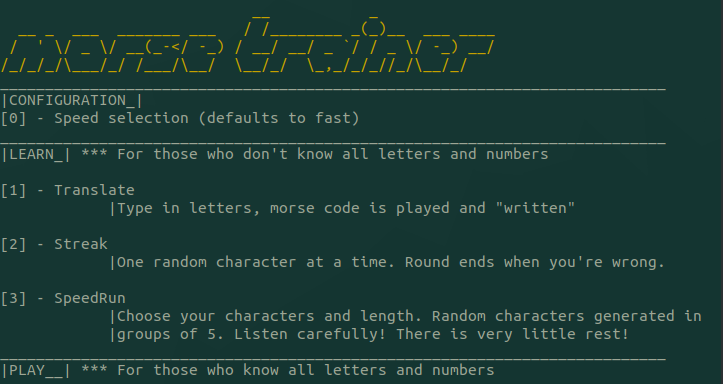 morse trainer
|CONFIGURATION_|
[0] - Speed selection (defaults to fast)
|LEARN_| *** For those who don't know all letters and numbers
[1] - Translate
|Type in letters, morse code is played and "written"
[2] - Streak
|One random character at a time. Round ends when you're wrong.
[3] - SpeedRun
|Choose your characters and length. Random characters generated in
|groups of 5. Listen carefully! There is very little rest!
|PLAY__| *** For those who know all letters and numbers